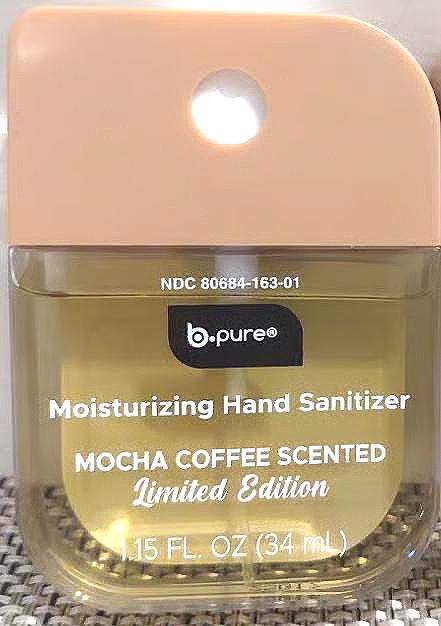 NDC 80684-163-01
b.pure®
Moisturizing Hand Sanitizer
MOCHA COFFEE SCENTED
Limited Edition
1.15 FL. OZ (34 mL)